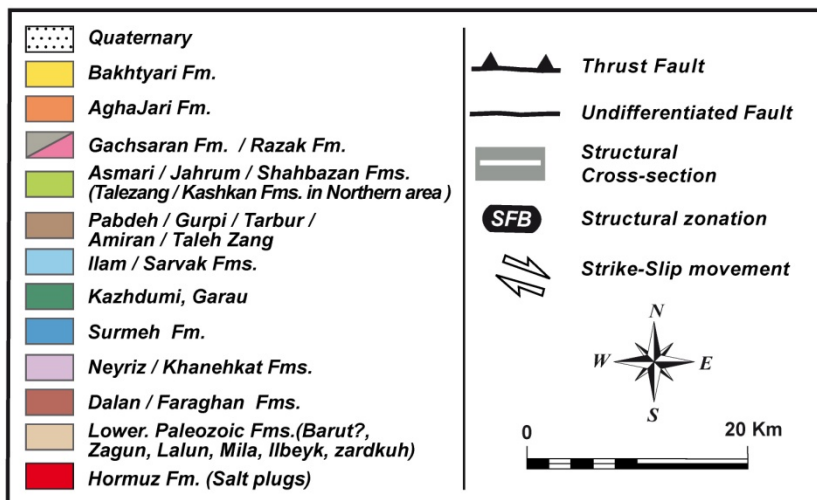 Quaternary
Bakhtyari Fm.
AghaJari Fm.
Gachsaran Fm. / Razak Fm.
Asmari / Jahrum / Shahbazan Fms.
(Talezang / Kashkan Fms. in Northern area )
Pabdeh / Gurpi / Tarbur /
Amiran / Taleh Zang
Ilam / Sarvak Fms.
Kazhdumi, Garau
Surmeh Fm.
Neyriz / Khanehkat Fms.
Dalan / Faraghan Fms.
Lower. Paleozoic Fms.(Barut?,
Zagun, Lalun, Mila, Ilbeyk, zardkuh)
Hormuz Fm. (Salt plugs)
Thrust Fault
Undifferentiated Fault
Structural
Cross-section
SFB Structural zonation
Strike-Slip movement
N
W E
S
0 20 Km